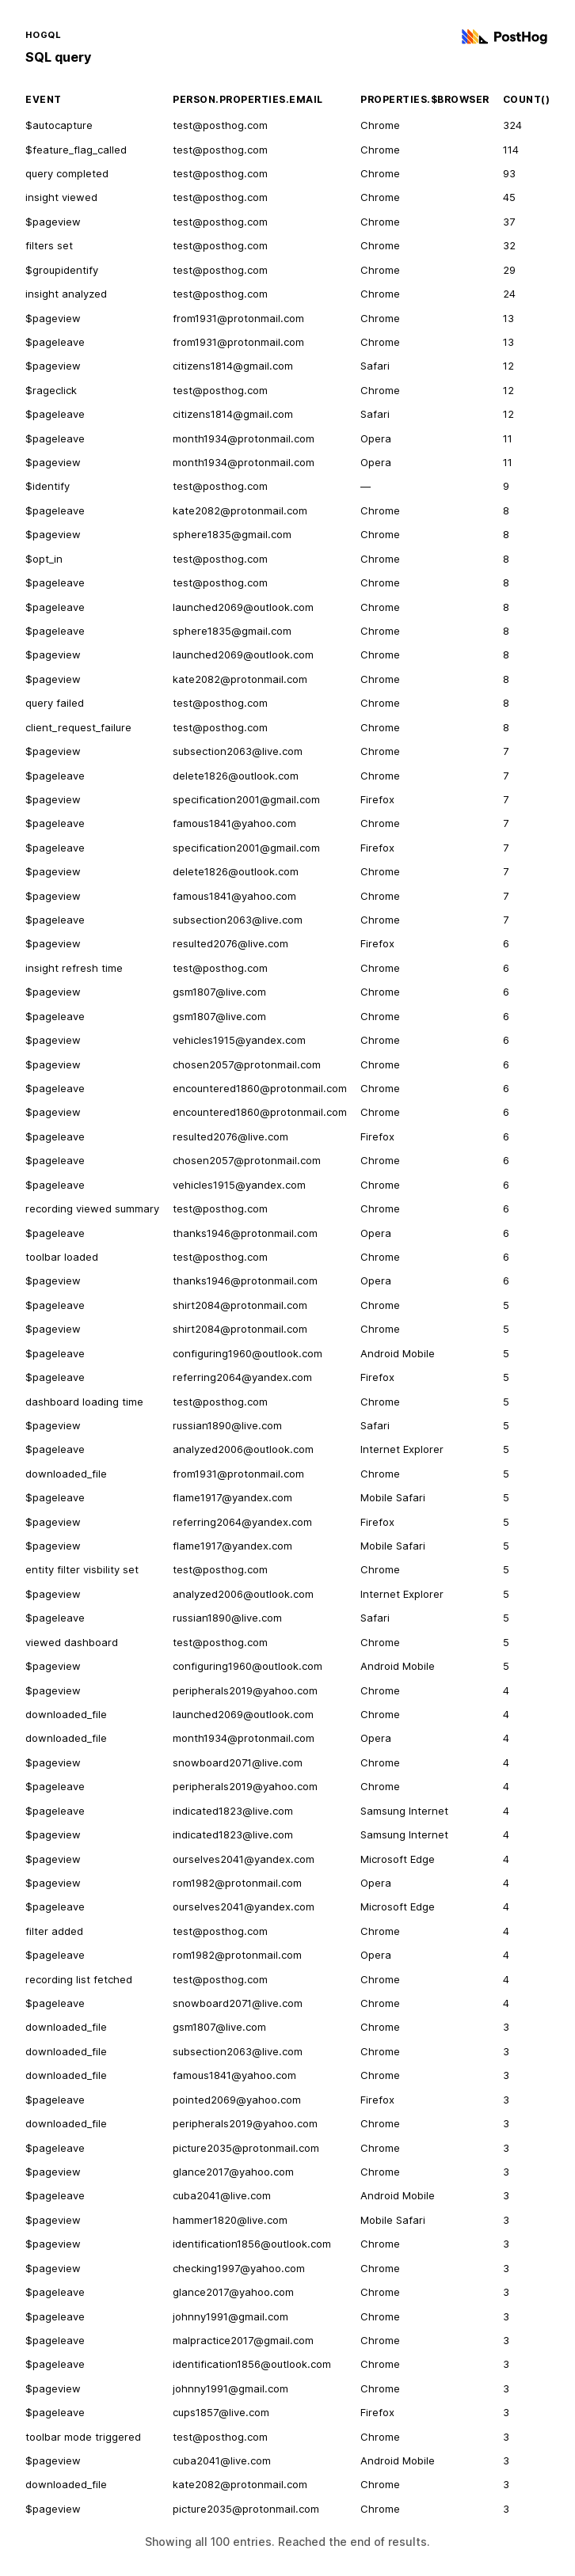 HOGQL
PostHog
SQL query
EVENT PERSON.PROPERTIES.EMAIL PROPERTIES.$BROWSER COUNT()
$autocapture test@posthog.com Chrome 324
$feature_flag_called test@posthog.com Chrome 114
query completed test@posthog.com Chrome 93
insight viewed test@posthog.com Chrome 45
$pageview test@posthog.com Chrome 37
filters set test@posthog.com Chrome 32
$groupidentify test@posthog.com Chrome 29
insight analyzed test@posthog.com Chrome 24
$pageview from1931@protonmail.com Chrome 13
$pageleave from1931@protonmail.com Chrome 13
$pageview citizens1814@gmail.com Safari 12
$rageclick test@posthog.com Chrome 12
$pageleave citizens1814@gmail.com Safari 12
$pageleave month1934@protonmail.com Opera 11
$pageview month1934@protonmail.com Opera 11
$identify test@posthog.com — 9
$pageleave kate2082@protonmail.com Chrome 8
$pageview sphere1835@gmail.com Chrome 8
$opt_in test@posthog.com Chrome 8
$pageleave test@posthog.com Chrome 8
$pageleave launched2069@outlook.com Chrome 8
$pageleave sphere1835@gmail.com Chrome 8
$pageview launched2069@outlook.com Chrome 8
$pageview kate2082@protonmail.com Chrome 8
query failed test@posthog.com Chrome 8
client_request_failure test@posthog.com Chrome 8
$pageview subsection2063@live.com Chrome 7
$pageleave delete1826@outlook.com Chrome 7
$pageview specification2001@gmail.com Firefox 7
$pageleave famous1841@yahoo.com Chrome 7
$pageleave specification2001@gmail.com Firefox 7
$pageview delete1826@outlook.com Chrome 7
$pageview famous1841@yahoo.com Chrome 7
$pageleave subsection2063@live.com Chrome 7
$pageview resulted2076@live.com Firefox 6
insight refresh time test@posthog.com Chrome 6
$pageview gsm1807@live.com Chrome 6
$pageleave gsm1807@live.com Chrome 6
$pageview vehicles1915@yandex.com Chrome 6
$pageview chosen2057@protonmail.com Chrome 6
$pageleave encountered1860@protonmail.com Chrome 6
$pageview encountered1860@protonmail.com Chrome 6
$pageleave resulted2076@live.com Firefox 6
$pageleave chosen2057@protonmail.com Chrome 6
$pageleave vehicles1915@yandex.com Chrome 6
recording viewed summary test@posthog.com Chrome 6
$pageleave thanks1946@protonmail.com Opera 6
toolbar loaded test@posthog.com Chrome 6
$pageview thanks1946@protonmail.com Opera 6
$pageleave shirt2084@protonmail.com Chrome 5
$pageview shirt2084@protonmail.com Chrome 5
$pageleave configuring1960@outlook.com Android Mobile 5
$pageleave referring2064@yandex.com Firefox 5
dashboard loading time test@posthog.com Chrome 5
$pageview russian1890@live.com Safari 5
$pageleave analyzed2006@outlook.com Internet Explorer 5
downloaded_file from1931@protonmail.com Chrome 5
$pageleave flame1917@yandex.com Mobile Safari 5
$pageview referring2064@yandex.com Firefox 5
$pageview flame1917@yandex.com Mobile Safari 5
entity filter visbility set test@posthog.com Chrome 5
$pageview analyzed2006@outlook.com Internet Explorer 5
$pageleave russian1890@live.com Safari 5
viewed dashboard test@posthog.com Chrome 5
$pageview configuring1960@outlook.com Android Mobile 5
$pageview peripherals2019@yahoo.com Chrome 4
downloaded_file launched2069@outlook.com Chrome 4
downloaded_file month1934@protonmail.com Opera 4
$pageview snowboard2071@live.com Chrome 4
$pageleave peripherals2019@yahoo.com Chrome 4
$pageleave indicated1823@live.com Samsung Internet 4
$pageview indicated1823@live.com Samsung Internet 4
$pageview ourselves2041@yandex.com Microsoft Edge 4
$pageview rom1982@protonmail.com Opera 4
$pageleave ourselves2041@yandex.com Microsoft Edge 4
filter added test@posthog.com Chrome 4
$pageleave rom1982@protonmail.com Opera 4
recording list fetched test@posthog.com Chrome 4
$pageleave snowboard2071@live.com Chrome 4
downloaded_file gsm1807@live.com Chrome 3
downloaded_file subsection2063@live.com Chrome 3
downloaded_file famous1841@yahoo.com Chrome 3
$pageleave pointed2069@yahoo.com Firefox 3
downloaded_file peripherals2019@yahoo.com Chrome 3
$pageleave picture2035@protonmail.com Chrome 3
$pageview glance2017@yahoo.com Chrome 3
$pageleave cuba2041@live.com Android Mobile 3
$pageview hammer1820@live.com Mobile Safari 3
$pageview identification1856@outlook.com Chrome 3
$pageview checking1997@yahoo.com Chrome 3
$pageleave glance2017@yahoo.com Chrome 3
$pageleave johnny1991@gmail.com Chrome 3
$pageleave malpractice2017@gmail.com Chrome 3
$pageleave identification1856@outlook.com Chrome 3
$pageview johnny1991@gmail.com Chrome 3
$pageleave cups1857@live.com Firefox 3
toolbar mode triggered test@posthog.com Chrome 3
$pageview cuba2041@live.com Android Mobile 3
downloaded_file kate2082@protonmail.com Chrome 3
$pageview picture2035@protonmail.com Chrome 3
Showing all 100 entries. Reached the end of results.